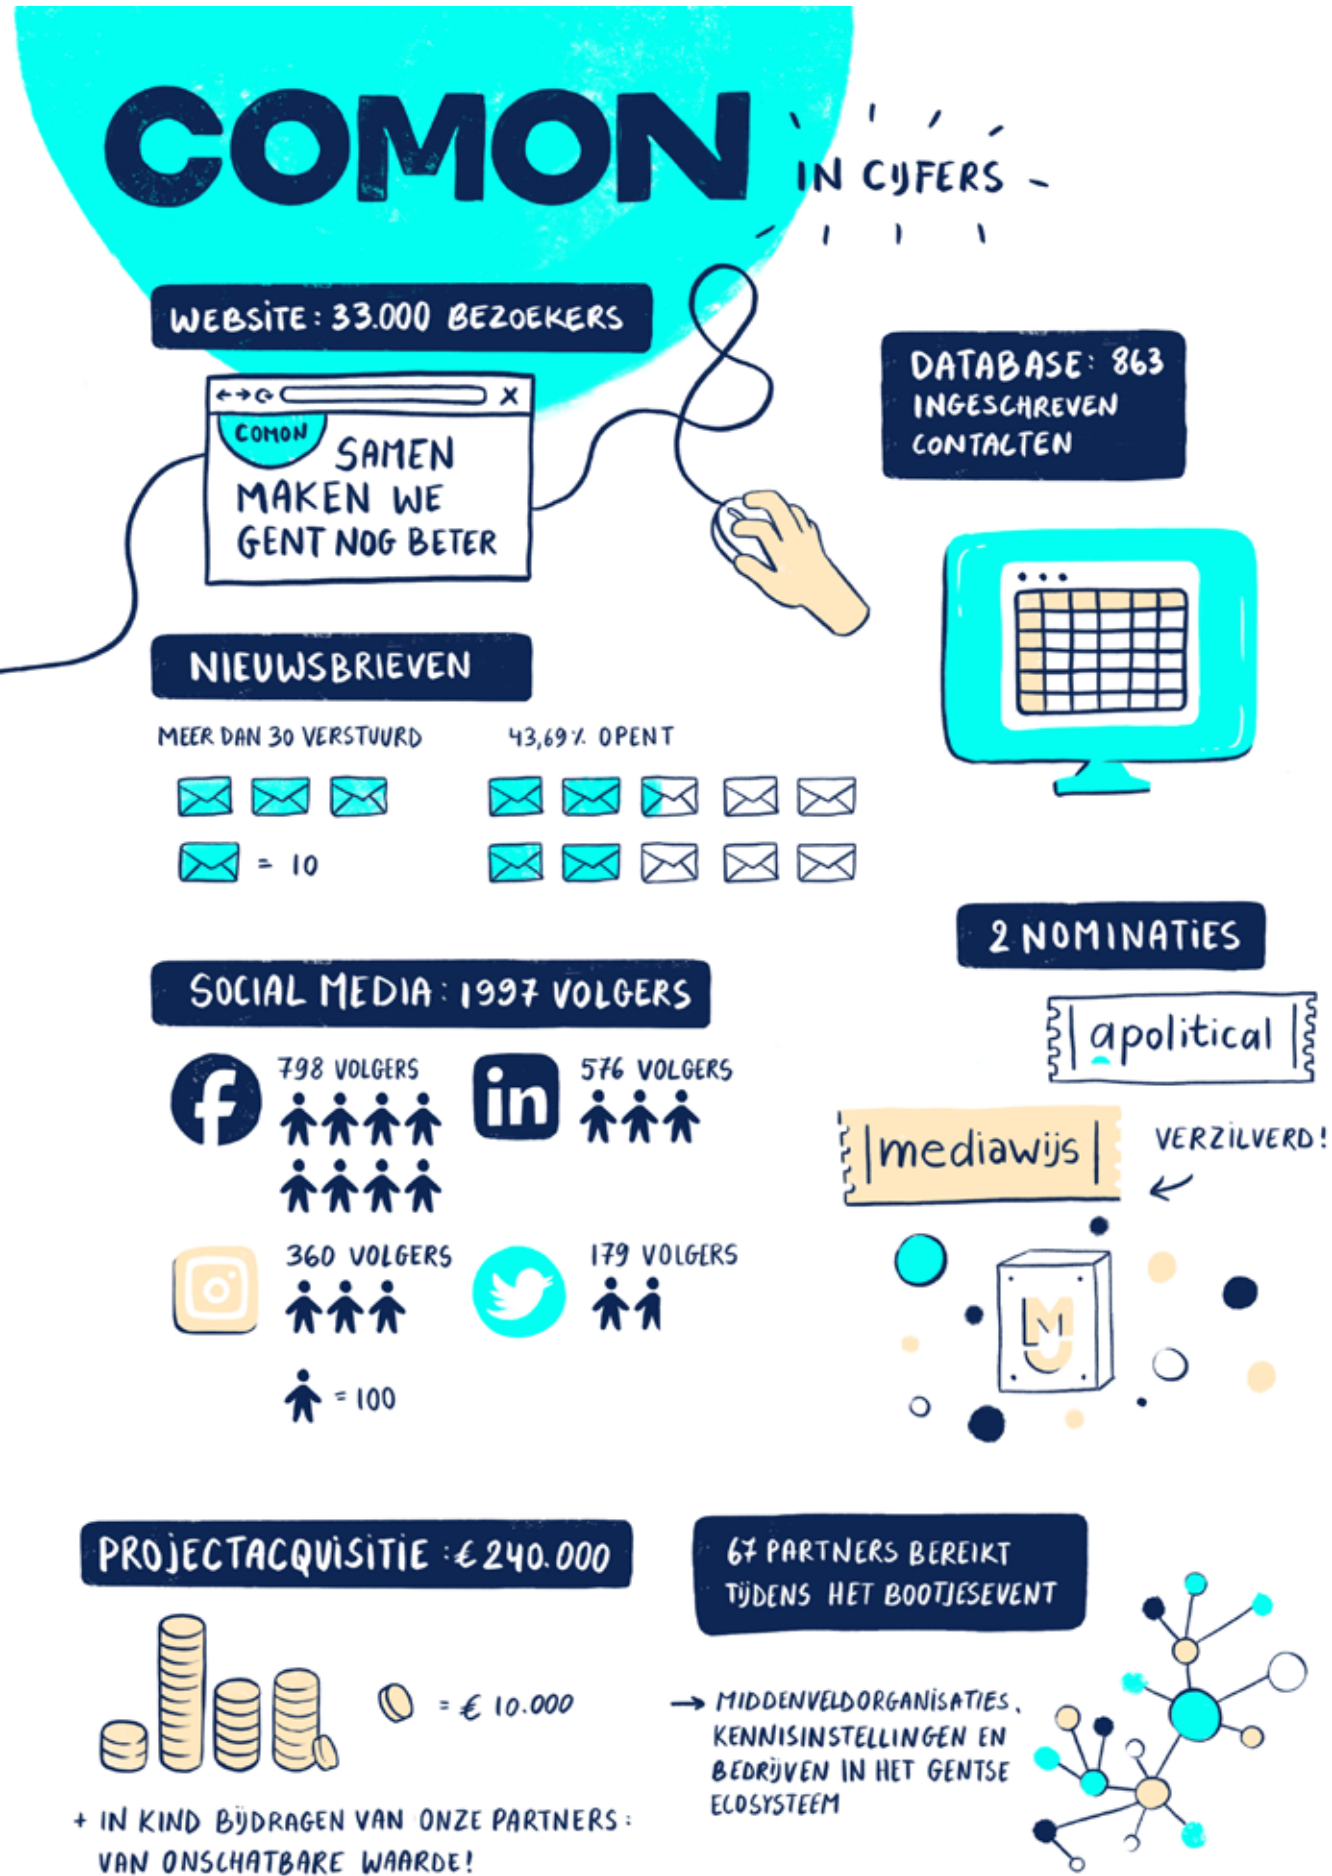 COMON
IN CIJFERS
WEBSITE: 33.000 BEZOEKERS
COMON
SAMEN
MAKEN WE
GENT NOG BETER
DATABASE: 863
INGESCHREVEN
CONTALTEN
NIEUWSBRIEVEN
MEER DAN 30 VERSTUURD
43,69% OPENT
= 10
2 NOMINATIES
apolitical
mediawijs
VERZILVERD!
SOCIAL MEDIA: 1997 VOLGERS
798 VOLGERS
in
576 VOLGERS
360 VOLGERS
179 VOLGERS
= 100
PROJECTACQUISITIE: € 240.000
= € 10.000
+ IN KIND BIJDRAGEN VAN ONZE PARTNERS:
VAN ONSCHATBARE WAARDE!
67 PARTNERS BEREIKT
TIJDENS HET BOOTJESEVENT
→ MIDDENVELDORGANISATIES,
KENNISINSTELLINGEN EN
BEDRIJVEN IN HET GENTSE
ECOSYSTEEM